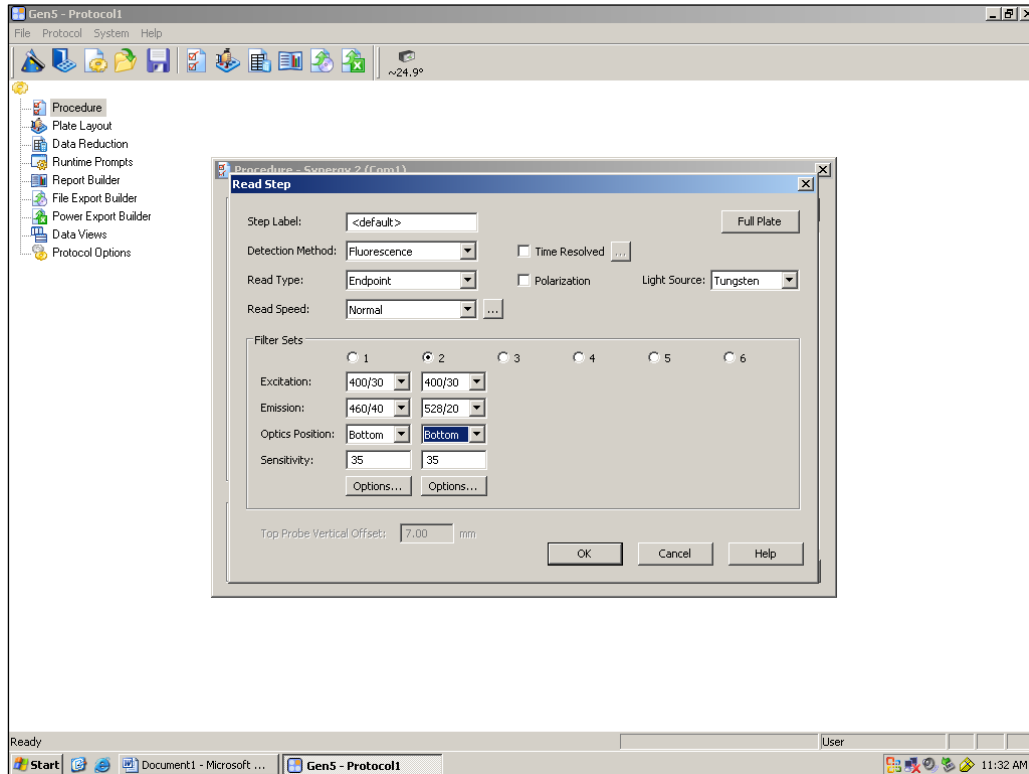 Gen5 - Protocol1
File Protocol System Help
~24.9°
Procedure
Plate Layout
Data Reduction
Runtime Prompts
Report Builder
File Export Builder
Power Export Builder
Data Views
Protocol Options
Procedure - Synergy 2 (Com1)
Read Step
Step Label: <default> Full Plate
Detection Method: Fluorescence Time Resolved ...
Read Type: Endpoint Polarization Light Source: Tungsten
Read Speed: Normal ...
Filter Sets
1 2 3 4 5 6
Excitation: 400/30 400/30
Emission: 460/40 528/20
Optics Position: Bottom Bottom
Sensitivity: 35 35
Options... Options...
Top Probe Vertical Offset: 7.00 mm
OK Cancel Help
Ready User
Start Document1 - Microsoft ... Gen5 - Protocol1 11:32 AM